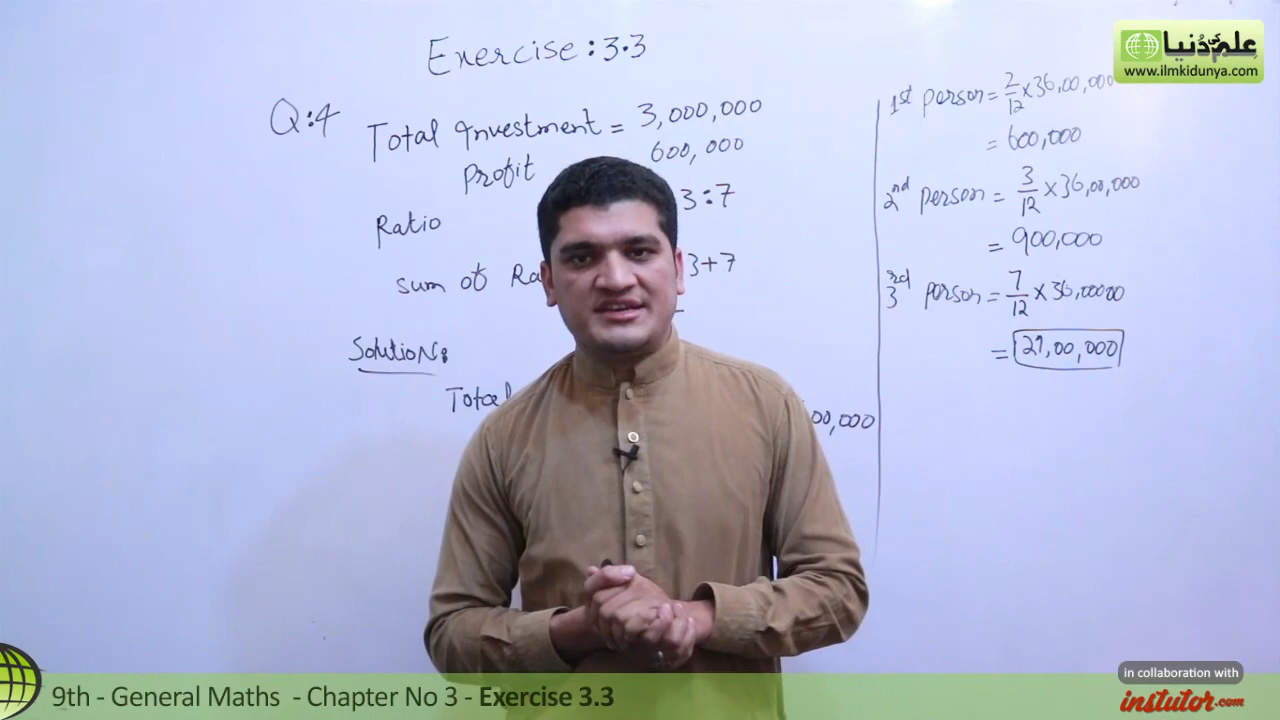 Exercise:3.3
Q:4
Total Investment = 3,000,000
Profit 600,000
Ratio 3:7
sum of Ra 3+7
Solution:
Total 00,000
1st person = 2/12 x 36,00,000
= 600,000
2nd person = 3/12 x 36,00,000
= 900,000
3rd person = 7/12 x 36,00000
= 21,00,000
علم کی دُنیا
www.ilmkidunya.com
9th - General Maths - Chapter No 3 - Exercise 3.3
in collaboration with
instutor.com